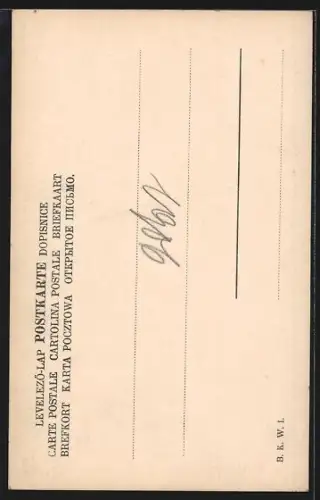 LEVELEZŐ-LAP POSTKARTE DOPISNICE
CARTE POSTALE CARTOLINA POSTALE BRIEFKAART
BREFKORT KARTA POCZTOWA ОТКРЫТОЕ ПИСЬМО.
B. K. W. I.